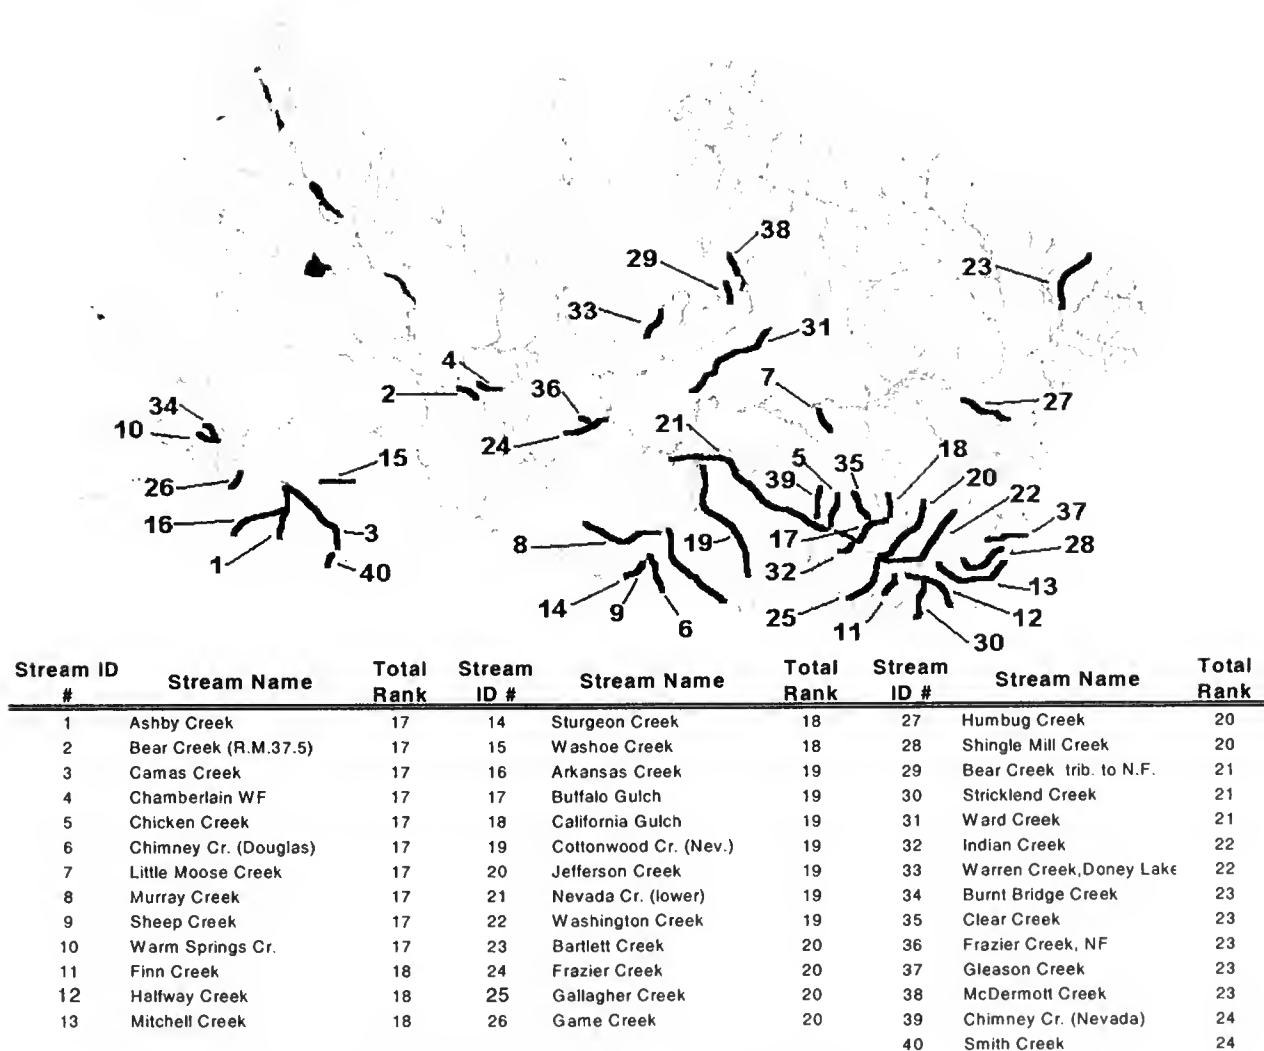 38
29
23
33
31
4
7
2
36
27
34
10
21
24
18
15
5
35
39
20
26
22
16
37
3
8
19
17
28
1
40
32
14
13
9
25
12
6
11
30
Stream ID # Stream Name Total Rank Stream ID # Stream Name Total Rank Stream ID # Stream Name Total Rank
1 Ashby Creek 17 14 Sturgeon Creek 18 27 Humbug Creek 20
2 Bear Creek (R.M.37.5) 17 15 Washoe Creek 18 28 Shingle Mill Creek 20
3 Camas Creek 17 16 Arkansas Creek 19 29 Bear Creek trib. to N.F. 21
4 Chamberlain WF 17 17 Buffalo Gulch 19 30 Stricklend Creek 21
5 Chicken Creek 17 18 California Gulch 19 31 Ward Creek 21
6 Chimney Cr. (Douglas) 17 19 Cottonwood Cr. (Nev.) 19 32 Indian Creek 22
7 Little Moose Creek 17 20 Jefferson Creek 19 33 Warren Creek,Doney Lake 22
8 Murray Creek 17 21 Nevada Cr. (lower) 19 34 Burnt Bridge Creek 23
9 Sheep Creek 17 22 Washington Creek 19 35 Clear Creek 23
10 Warm Springs Cr. 17 23 Bartlett Creek 20 36 Frazier Creek, NF 23
11 Finn Creek 18 24 Frazier Creek 20 37 Gleason Creek 23
12 Halfway Creek 18 25 Gallagher Creek 20 38 McDermott Creek 23
13 Mitchell Creek 18 26 Game Creek 20 39 Chimney Cr. (Nevada) 24
40 Smith Creek 24